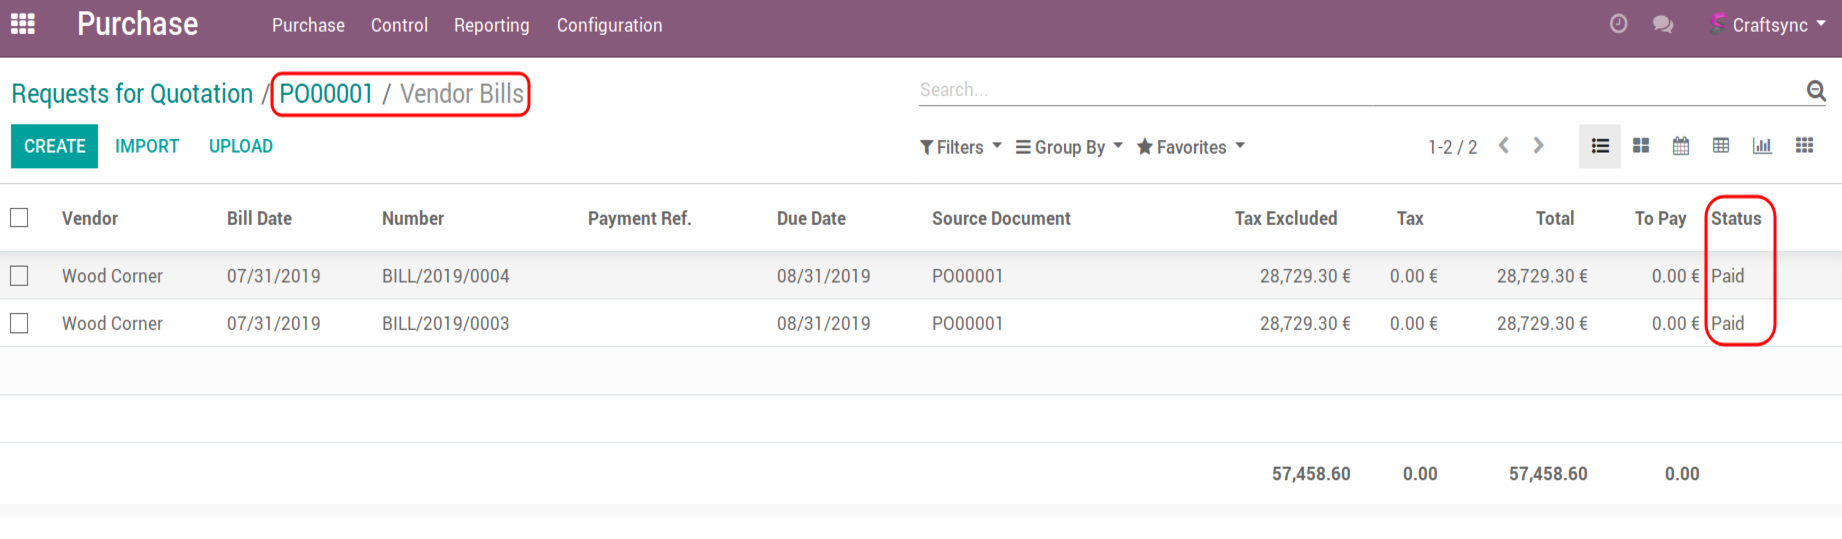 Purchase Purchase Control Reporting Configuration Craftsync
Requests for Quotation / PO00001 / Vendor Bills Search...
CREATE IMPORT UPLOAD Filters Group By Favorites 1-2 / 2
Vendor Bill Date Number Payment Ref. Due Date Source Document Tax Excluded Tax Total To Pay Status
Wood Corner 07/31/2019 BILL/2019/0004 08/31/2019 PO00001 28,729.30 € 0.00 € 28,729.30 € 0.00 € Paid
Wood Corner 07/31/2019 BILL/2019/0003 08/31/2019 PO00001 28,729.30 € 0.00 € 28,729.30 € 0.00 € Paid
57,458.60 0.00 57,458.60 0.00